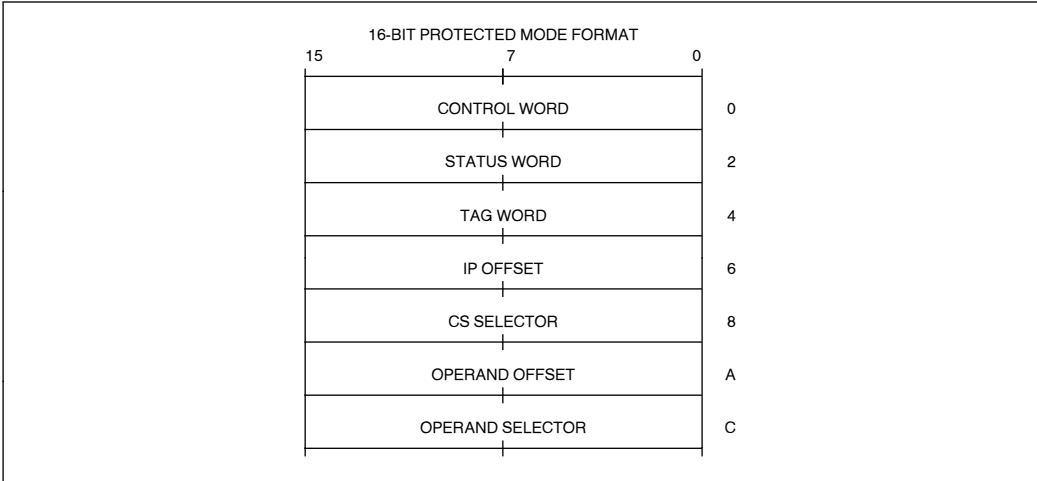 16-BIT PROTECTED MODE FORMAT
15 7 0
CONTROL WORD 0
STATUS WORD 2
TAG WORD 4
IP OFFSET 6
CS SELECTOR 8
OPERAND OFFSET A
OPERAND SELECTOR C